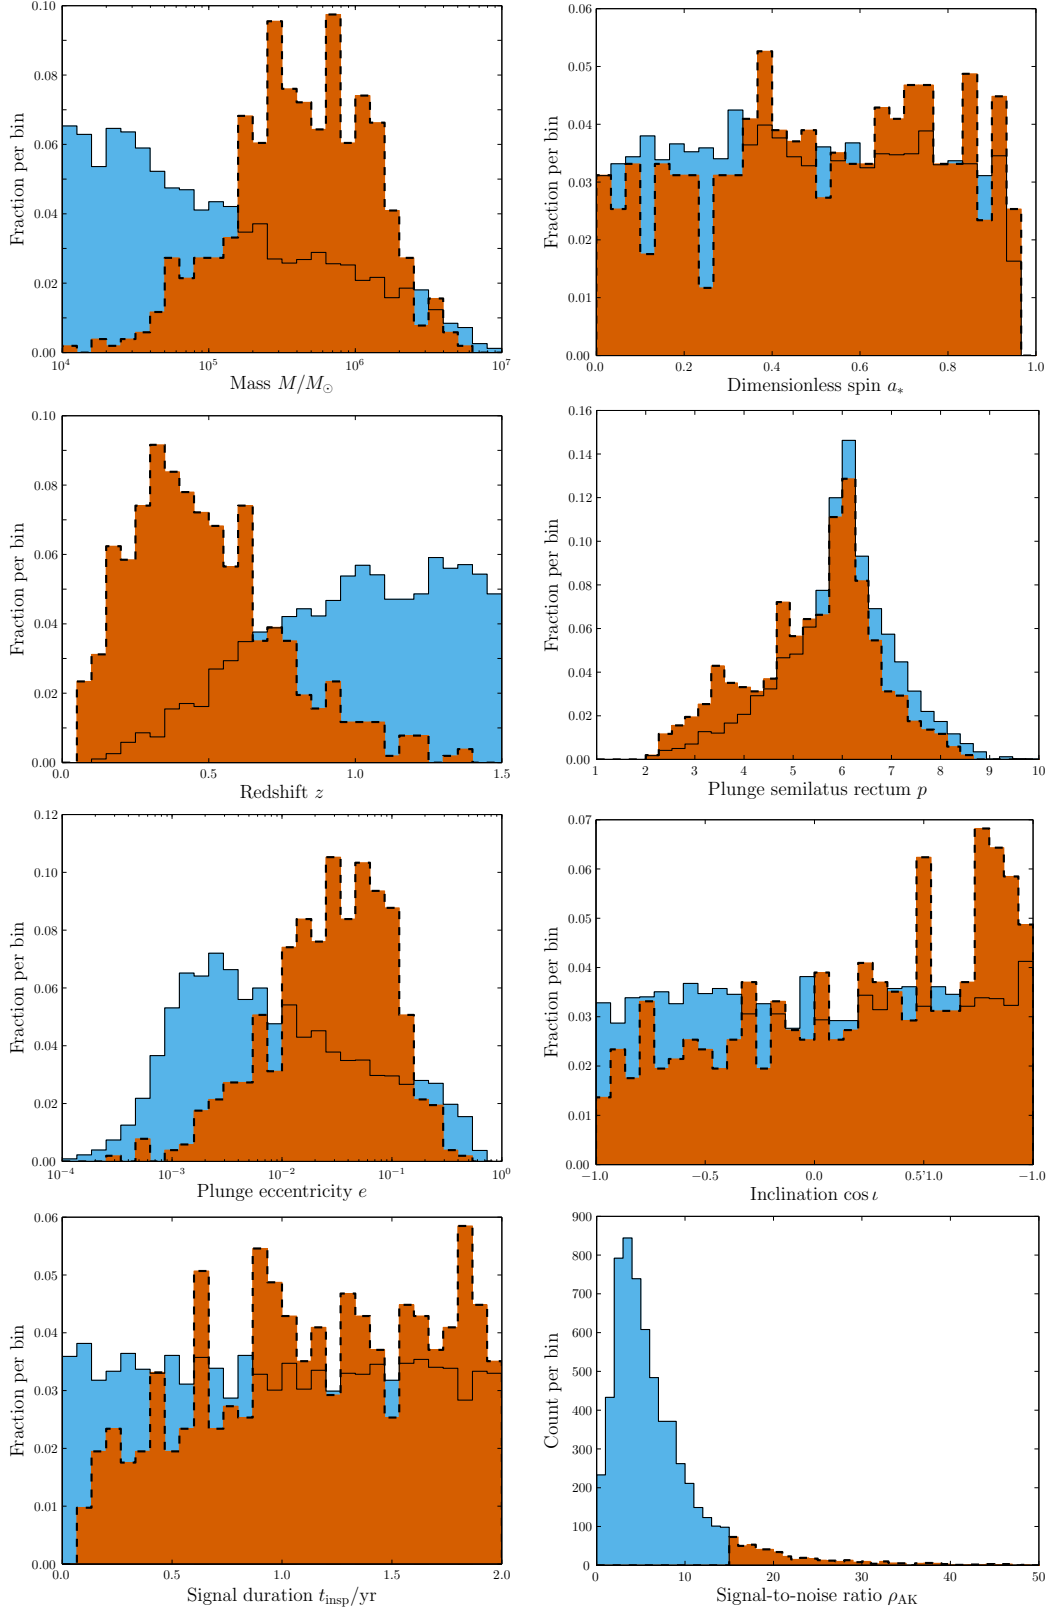 0.10
0.08
0.06
0.04
0.02
0.00
Fraction per bin
10⁴ 10⁵ 10⁶ 10⁷
Mass M/M⊙
0.06
0.05
0.04
0.03
0.02
0.01
0.00
Fraction per bin
0.0 0.2 0.4 0.6 0.8 1.0
Dimensionless spin a*
0.10
0.08
0.06
0.04
0.02
0.00
Fraction per bin
0.0 0.5 1.0 1.5
Redshift z
0.16
0.14
0.12
0.10
0.08
0.06
0.04
0.02
0.00
Fraction per bin
1 2 3 4 5 6 7 8 9 10
Plunge semilatus rectum p
0.12
0.10
0.08
0.06
0.04
0.02
0.00
Fraction per bin
10⁻⁴ 10⁻³ 10⁻² 10⁻¹ 10⁰
Plunge eccentricity e
0.07
0.06
0.05
0.04
0.03
0.02
0.01
0.00
Fraction per bin
−1.0 −0.5 0.0 0.5'1.0 −1.0
Inclination cos ι
0.06
0.05
0.04
0.03
0.02
0.01
0.00
Fraction per bin
0.0 0.5 1.0 1.5 2.0
Signal duration t_insp/yr
900
800
700
600
500
400
300
200
100
0
Count per bin
0 10 20 30 40 50
Signal-to-noise ratio ρ_AK